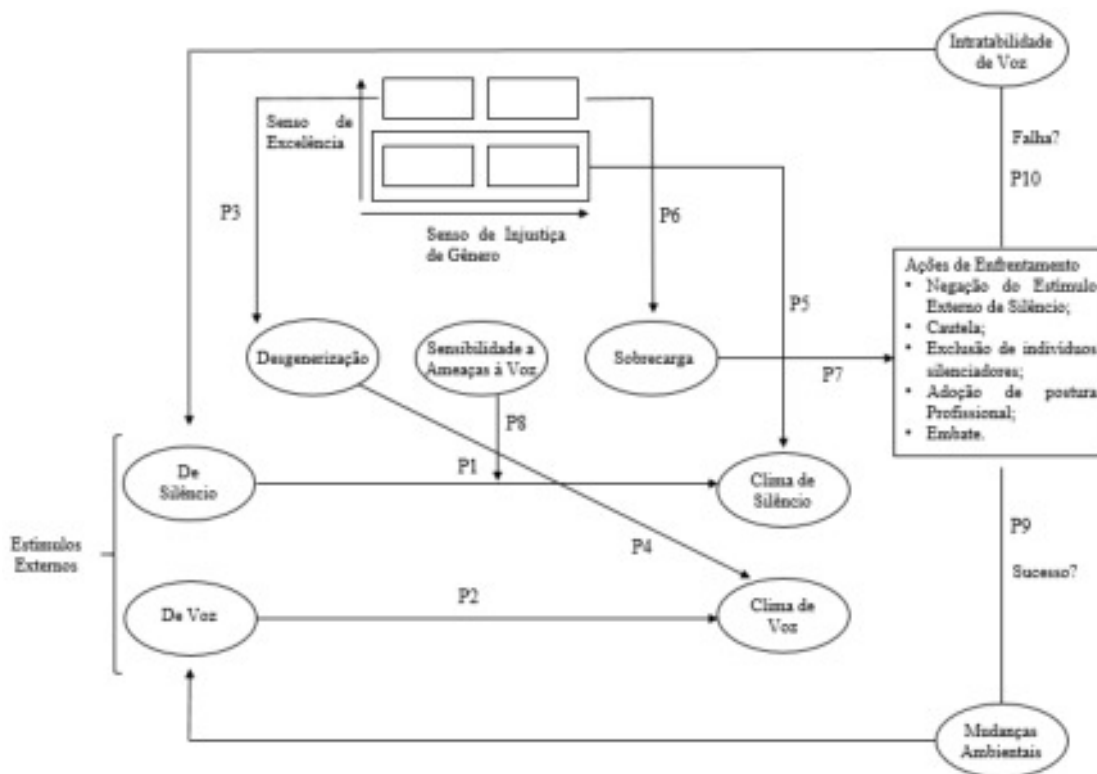 Intratabilidade
de Voz
Senso de
Excelência
Falha?
P10
P3
P6
Senso de Injustiça
de Gênero
Ações de Enfrentamento
• Negação do Estímulo
Externo de Silêncio;
• Cautela;
• Exclusão de indivíduos
silenciadores;
• Adoção de postura
Profissional;
• Embate.
P5
Desgenerização
Sensibilidade a
Ameaças à Voz
Sobrecarga
P7
P8
P1
De
Silêncio
Clima de
Silêncio
P9
Estímulos
Externos
P4
Sucesso?
P2
De Voz
Clima de
Voz
Mudanças
Ambientais